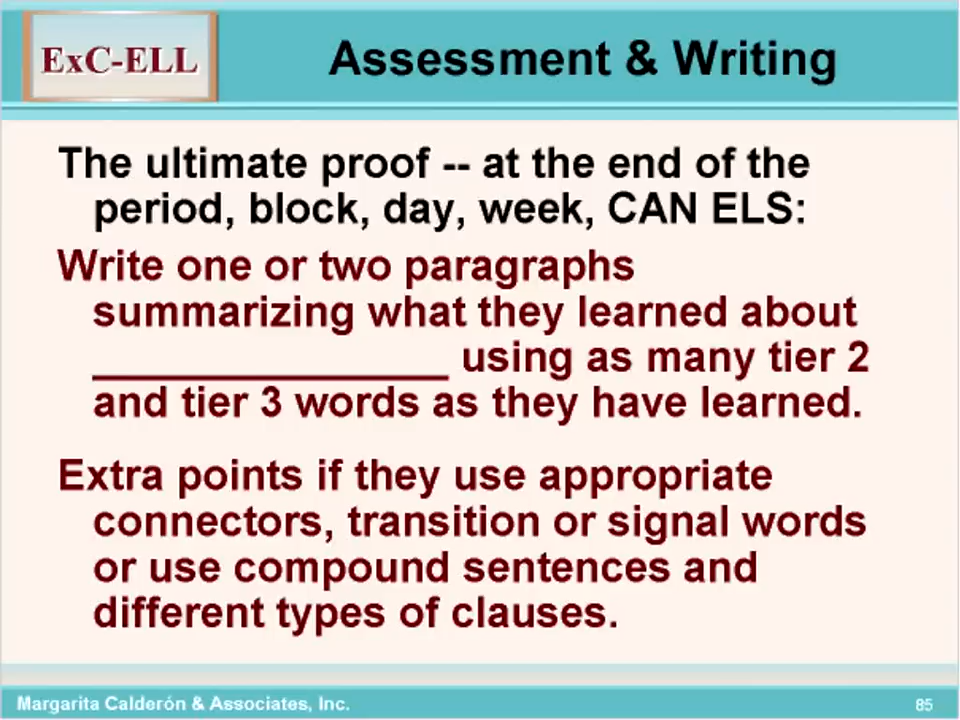 ExC-ELL
Assessment & Writing
The ultimate proof -- at the end of the
period, block, day, week, CAN ELS:
Write one or two paragraphs
summarizing what they learned about
_______________ using as many tier 2
and tier 3 words as they have learned.
Extra points if they use appropriate
connectors, transition or signal words
or use compound sentences and
different types of clauses.
Margarita Calderón & Associates, Inc.
85